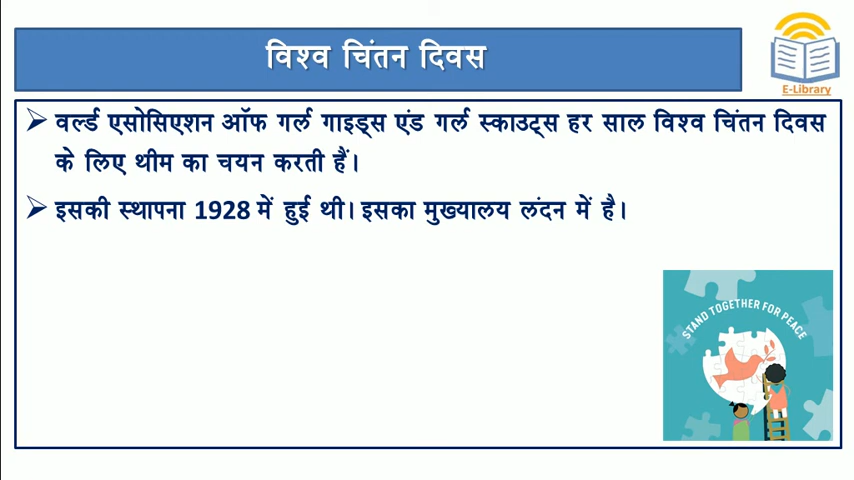 विश्व चिंतन दिवस
E-Library
वर्ल्ड एसोसिएशन ऑफ गर्ल गाइड्स एंड गर्ल स्काउट्स हर साल विश्व चिंतन दिवस
के लिए थीम का चयन करती हैं।
इसकी स्थापना 1928 में हुई थी। इसका मुख्यालय लंदन में है।
STAND TOGETHER FOR PEACE